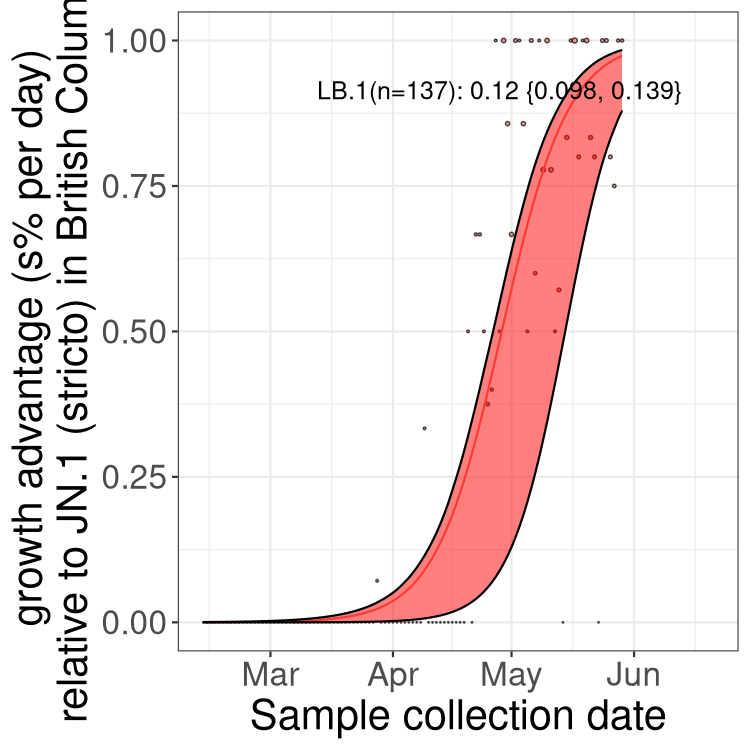 growth advantage (s% per day)
relative to JN.1 (stricto) in British Colum
1.00
0.75
0.50
0.25
0.00
LB.1(n=137): 0.12 {0.098, 0.139}
Mar Apr May Jun
Sample collection date